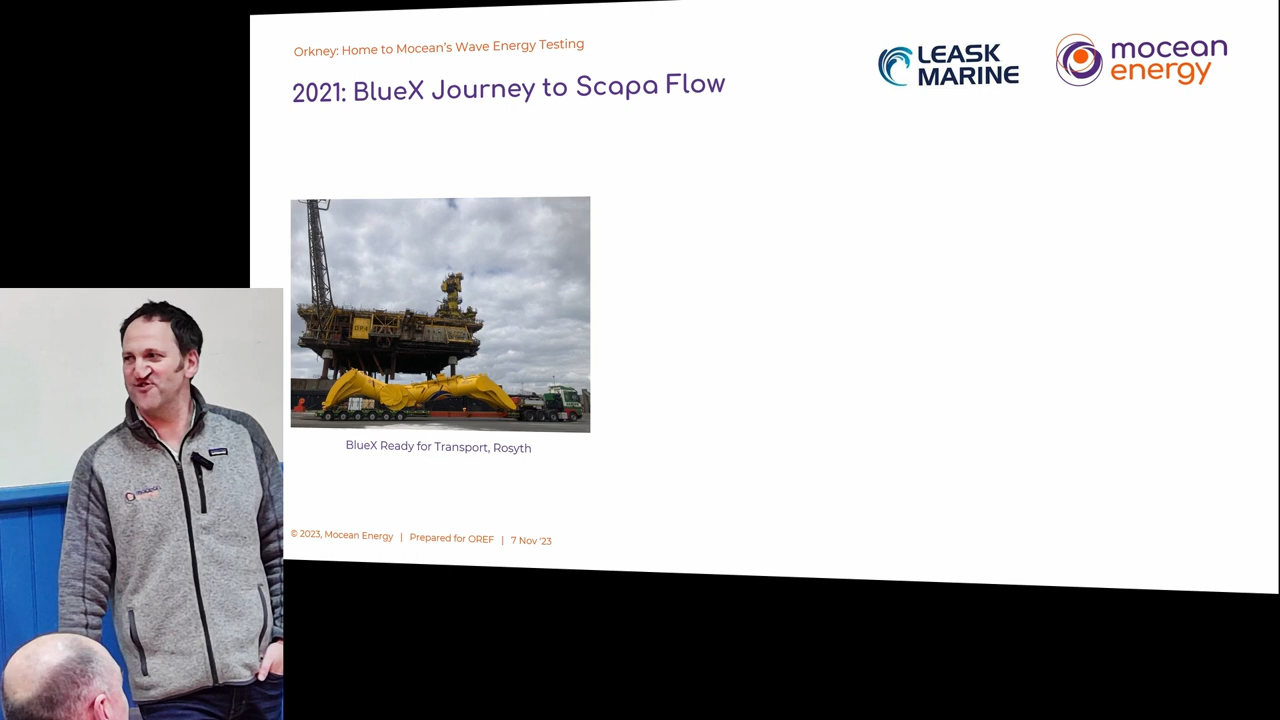 Orkney: Home to Mocean's Wave Energy Testing
2021: BlueX Journey to Scapa Flow
LEASK
MARINE
mocean
energy
BlueX Ready for Transport, Rosyth
© 2023, Mocean Energy | Prepared for OREF | 7 Nov '23